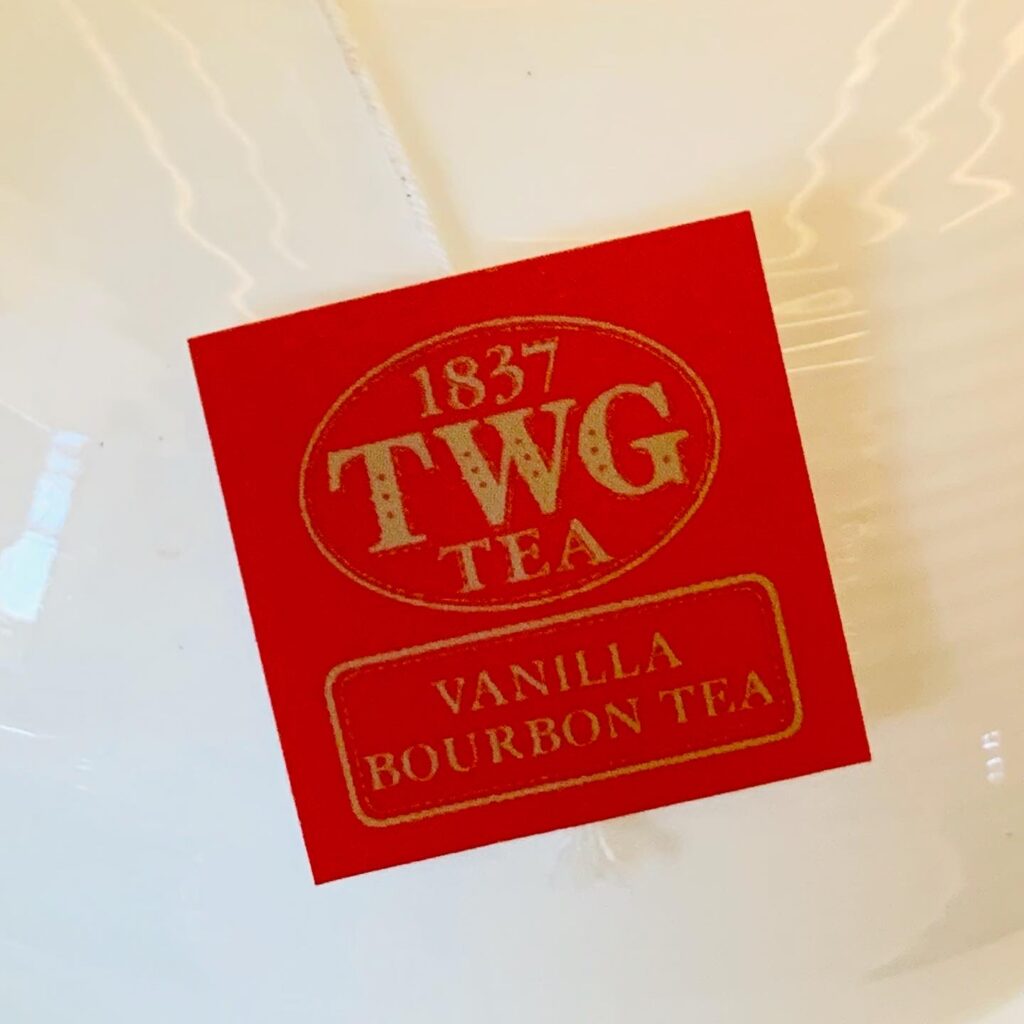 1837
TWG
TEA
VANILLA
BOURBON TEA